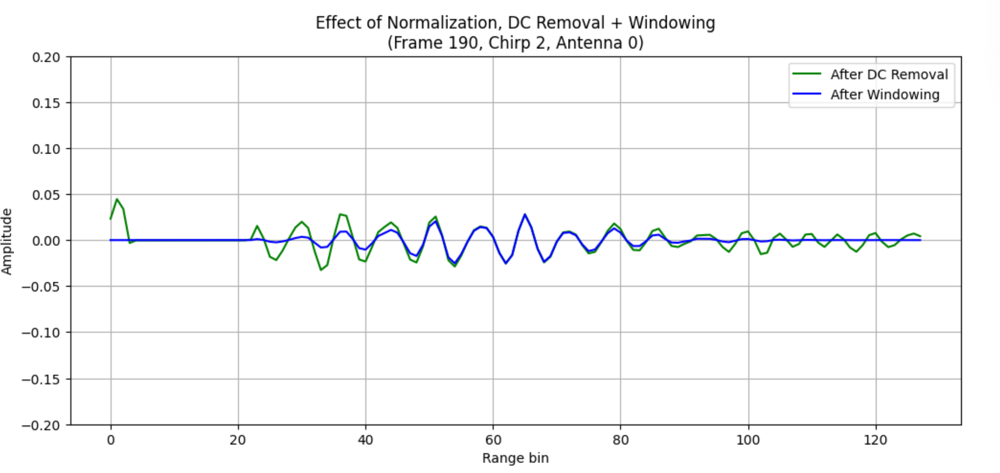 Effect of Normalization, DC Removal + Windowing
(Frame 190, Chirp 2, Antenna 0)
After DC Removal
After Windowing
Amplitude
0.20
0.15
0.10
0.05
0.00
−0.05
−0.10
−0.15
−0.20
0 20 40 60 80 100 120
Range bin